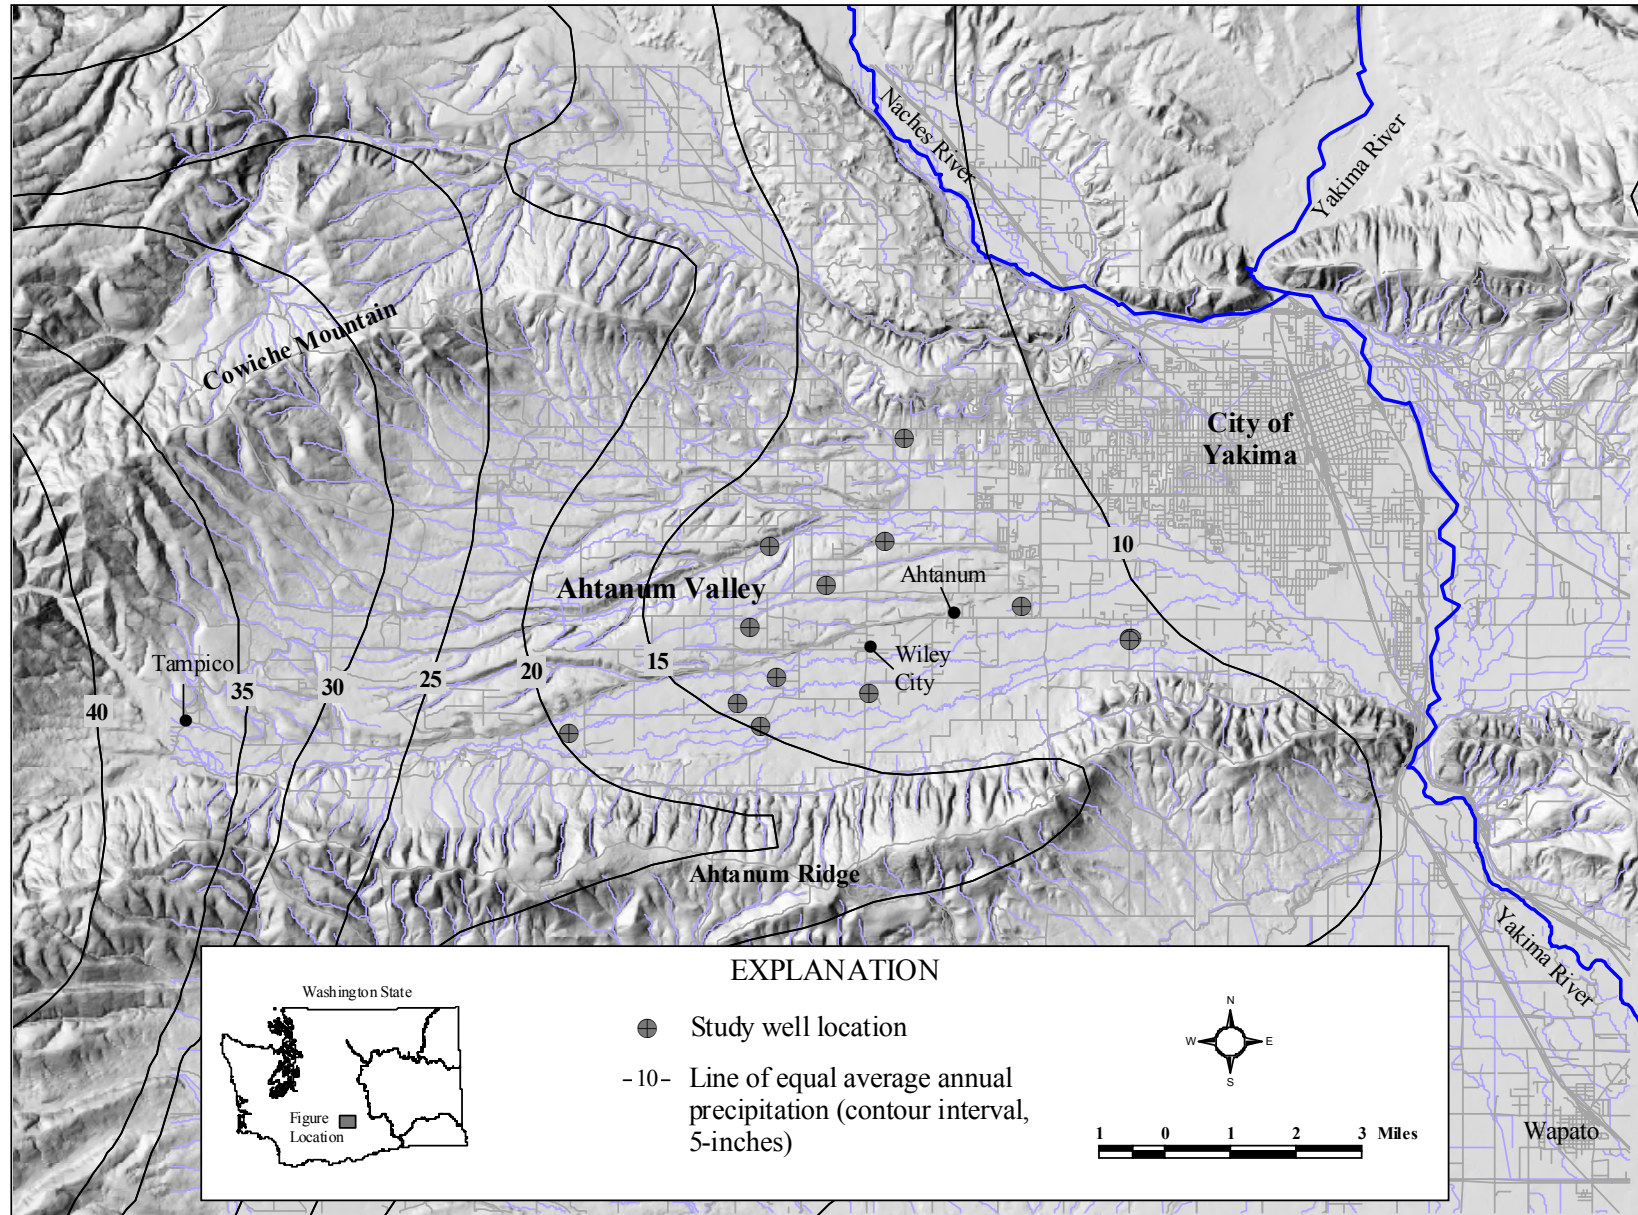 Naches River
Yakima River
Cowiche Mountain
City of
Yakima
10
Ahtanum Valley
Ahtanum
Tampico
Wiley
City
40
35
30
25
20
15
Ahtanum Ridge
Yakima River
Wapato
EXPLANATION
Washington State
Figure
Location
Study well location
-10- Line of equal average annual
precipitation (contour interval,
5-inches)
N
W E
S
1 0 1 2 3 Miles